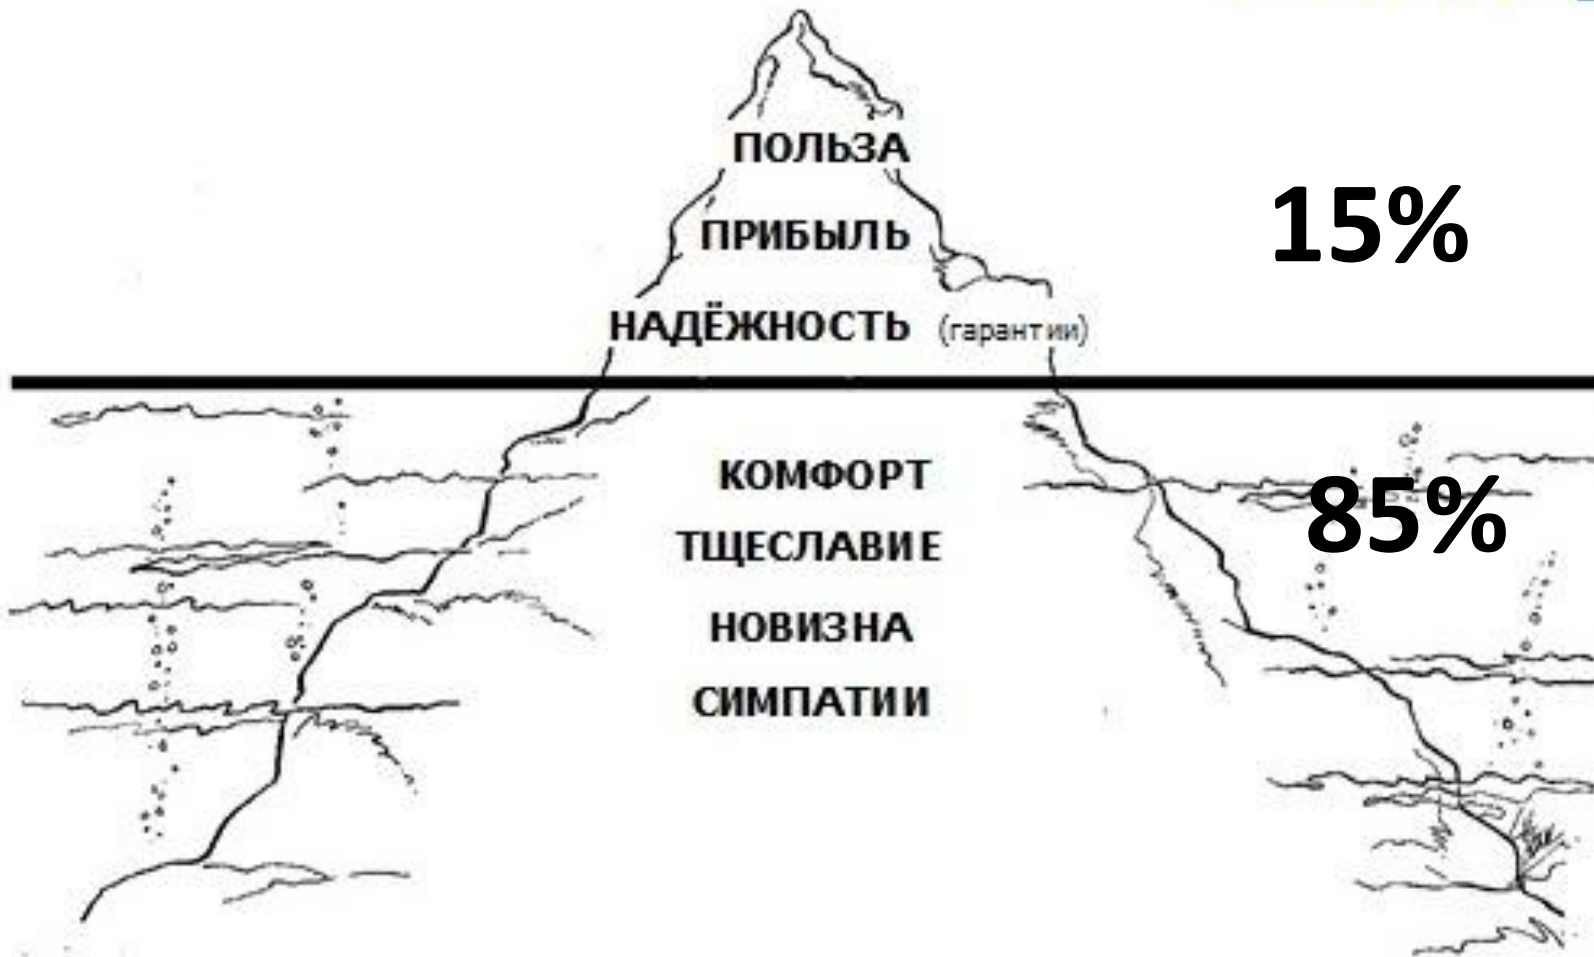 ПОЛЬЗА
ПРИБЫЛЬ
15%
НАДЁЖНОСТЬ (гарантии)
КОМФОРТ
85%
ТЩЕСЛАВИЕ
НОВИЗНА
СИМПАТИИ